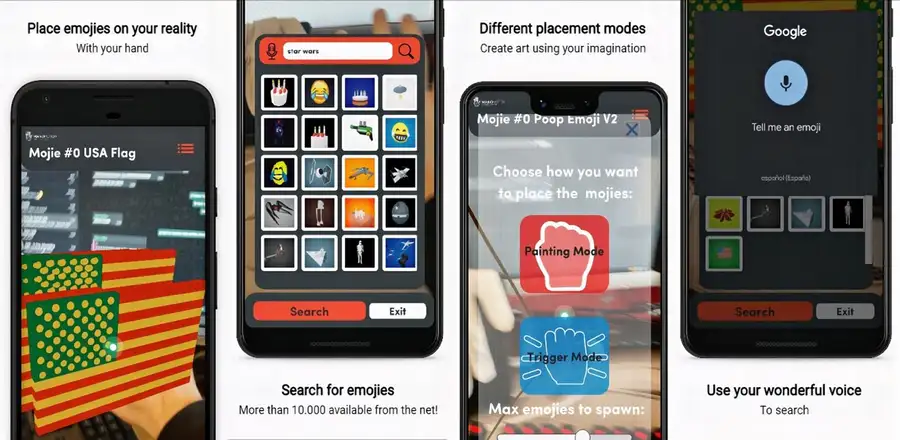 Place emojies on your reality
With your hand
Mojie #0 USA Flag
star wars
Search
Exit
Search for emojies
More than 10.000 available from the net!
Different placement modes
Create art using your imagination
Mojie #0 Poop Emoji V2
Choose how you want
to place the mojies:
Painting Mode
Trigger Mode
Max emojies to spawn:
Google
Tell me an emoji
español (España)
Search
Exit
Use your wonderful voice
To search